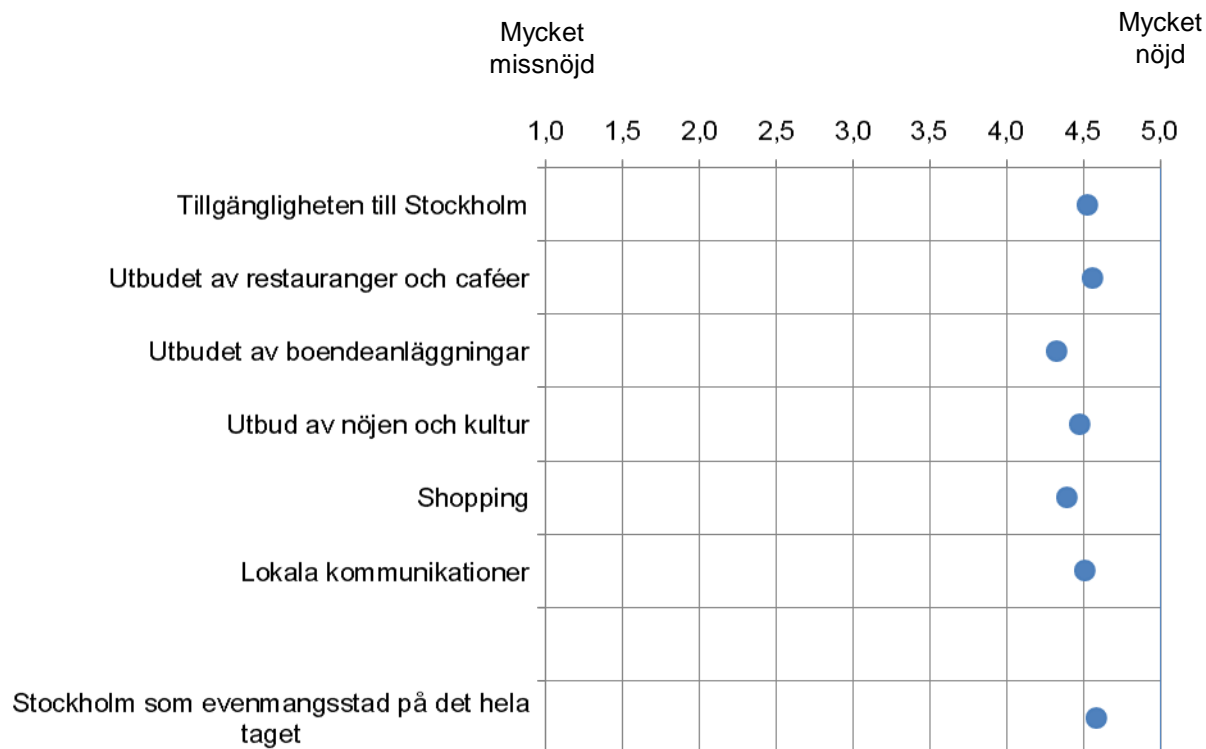 Mycket
missnöjd
Mycket
nöjd
1,0 1,5 2,0 2,5 3,0 3,5 4,0 4,5 5,0
Tillgängligheten till Stockholm
Utbudet av restauranger och caféer
Utbudet av boendeanläggningar
Utbud av nöjen och kultur
Shopping
Lokala kommunikationer
Stockholm som evenmangsstad på det hela
taget